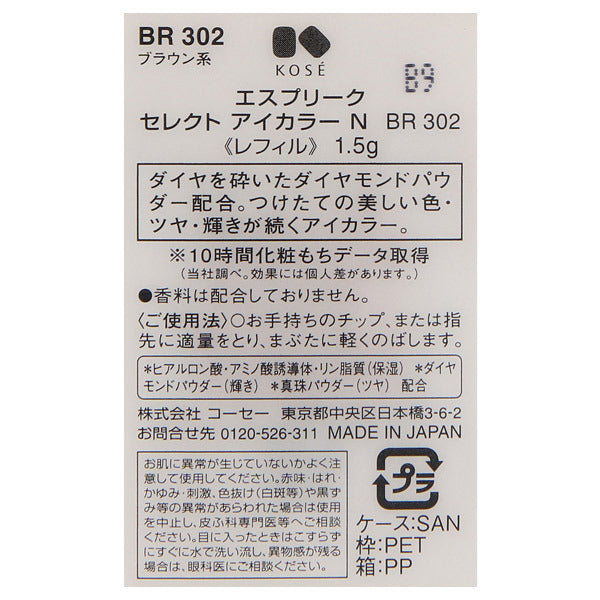 BR 302
ブラウン系
KOSÉ
B9
エスプリーク
セレクト アイカラー N BR 302
《レフィル》 1.5g
ダイヤを砕いたダイヤモンドパウ
ダー配合。つけたての美しい色・
ツヤ・輝きが続くアイカラー。
※10時間化粧もちデータ取得
(当社調べ。効果には個人差があります。)
●香料は配合しておりません。
〈ご使用法〉○お手持ちのチップ、または指
先に適量をとり、まぶたに軽くのばします。
*ヒアルロン酸・アミノ酸誘導体・リン脂質(保湿) *ダイヤ
モンドパウダー(輝き) *真珠パウダー(ツヤ) 配合
株式会社 コーセー 東京都中央区日本橋3-6-2
お問合せ先 0120-526-311 MADE IN JAPAN
お肌に異常が生じていないかよく注
意して使用してください。赤味・はれ・
かゆみ・刺激、色抜け(白斑等)や黒ず
み等の異常があらわれた場合は使用
を中止し、皮ふ科専門医等へご相談
ください。目に入ったときはこすらず
にすぐに水で洗い流し、異物感が残る
場合は、眼科医にご相談ください。
プラ
ケース:SAN
枠:PET
箱:PP